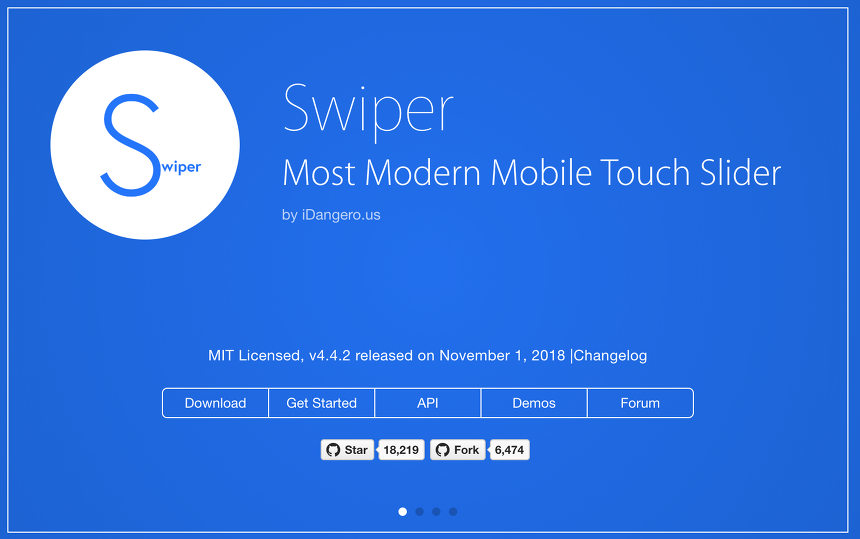 Swiper
Swiper
Most Modern Mobile Touch Slider
by iDangero.us
MIT Licensed, v4.4.2 released on November 1, 2018 |Changelog
Download Get Started API Demos Forum
Star 18,219 Fork 6,474